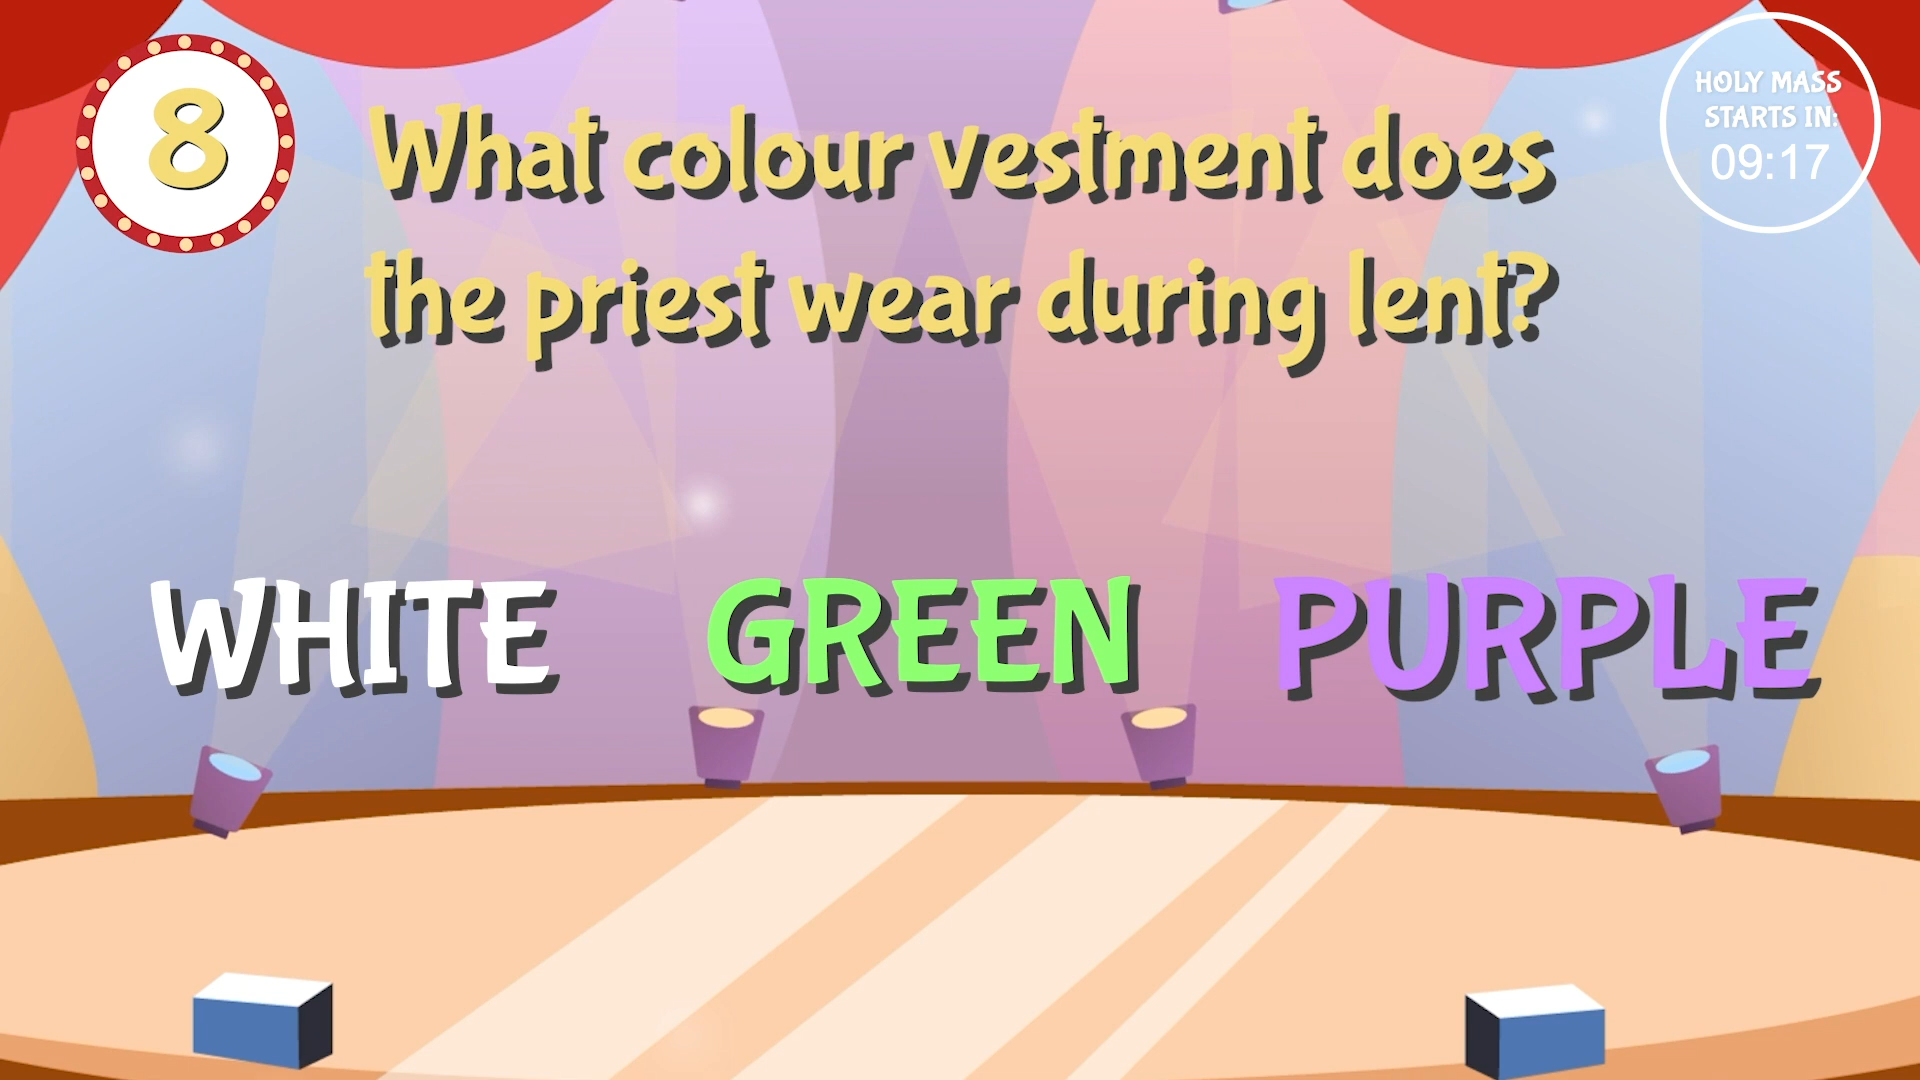 8
What colour vestment does
the priest wear during lent?
HOLY MASS
STARTS IN:
09:17
WHITE GREEN PURPLE